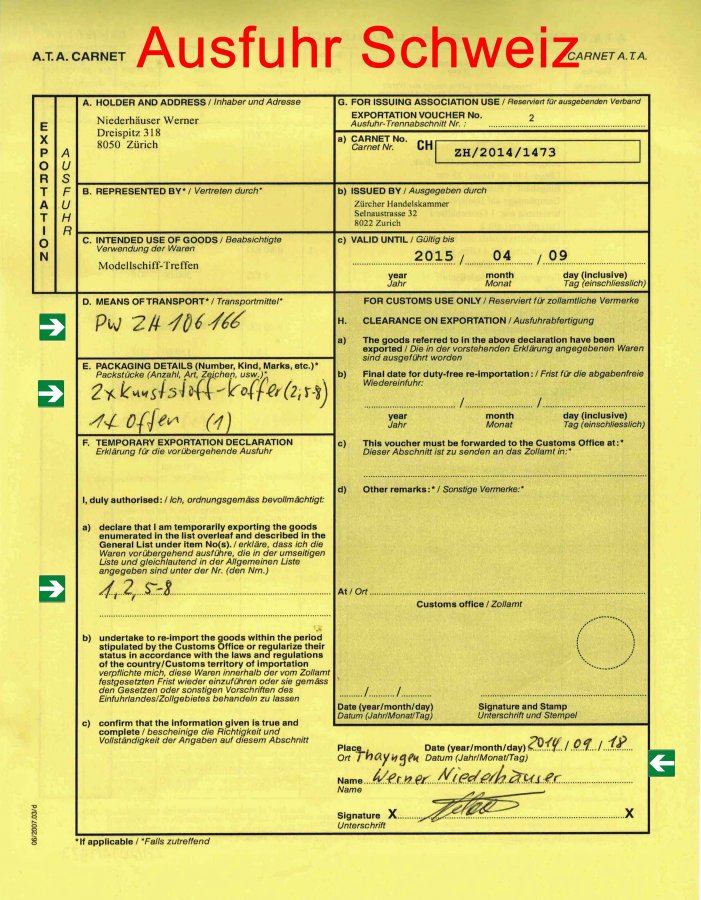 Ausfuhr Schweiz
A.T.A. CARNET
CARNET A.T.A.
EXPORTATION
AUSFUHR
A. HOLDER AND ADDRESS / Inhaber und Adresse
Niederhäuser Werner
Dreispitz 318
8050 Zürich
G. FOR ISSUING ASSOCIATION USE / Reserviert für ausgebenden Verband
EXPORTATION VOUCHER No. 2
Ausfuhr-Trennabschnitt Nr. :
a) CARNET No. CH ZH/2014/1473
Carnet Nr.
B. REPRESENTED BY* / Vertreten durch*
b) ISSUED BY / Ausgegeben durch
Zürcher Handelskammer
Selnaustrasse 32
8022 Zurich
C. INTENDED USE OF GOODS / Beabsichtigte
Verwendung der Waren
Modellschiff-Treffen
c) VALID UNTIL / Gültig bis
2015 / 04 / 09
year month day (inclusive)
Jahr Monat Tag (einschliesslich)
D. MEANS OF TRANSPORT* / Transportmittel*
PW ZH 106166
E. PACKAGING DETAILS (Number, Kind, Marks, etc.)*
Packstücke (Anzahl, Art, Zeichen, usw.)*
2x Kunststoff-Koffer (2, 5-8)
1x Offen (1)
F. TEMPORARY EXPORTATION DECLARATION
Erklärung für die vorübergehende Ausfuhr
I, duly authorised: / Ich, ordnungsgemäss bevollmächtigt:
a) declare that I am temporarily exporting the goods
enumerated in the list overleaf and described in the
General List under item No(s). / erkläre, dass ich die
Waren vorübergehend ausführe, die in der umseitigen
Liste und gleichlautend in der Allgemeinen Liste
angegeben sind unter der Nr. (den Nrn.)
1, 2, 5-8
b) undertake to re-import the goods within the period
stipulated by the Customs Office or regularize their
status in accordance with the laws and regulations
of the country/Customs territory of importation
verpflichte mich, diese Waren innerhalb der vom Zollamt
festgesetzten Frist wieder einzuführen oder sie gemäss
den Gesetzen oder sonstigen Vorschriften des
Einfuhrlandes/Zollgebietes behandeln zu lassen
c) confirm that the information given is true and
complete / bescheinige die Richtigkeit und
Vollständigkeit der Angaben auf diesem Abschnitt
FOR CUSTOMS USE ONLY / Reserviert für zollamtliche Vermerke
H. CLEARANCE ON EXPORTATION / Ausfuhrabfertigung
a) The goods referred to in the above declaration have been
exported / Die in der vorstehenden Erklärung angegebenen Waren
sind ausgeführt worden
b) Final date for duty-free re-importation: / Frist für die abgabenfreie
Wiedereinfuhr:
/ /
year month day (inclusive)
Jahr Monat Tag (einschliesslich)
c) This voucher must be forwarded to the Customs Office at:*
Dieser Abschnitt ist zu senden an das Zollamt in:*
d) Other remarks:* / Sonstige Vermerke:*
At / Ort
Customs office / Zollamt
/ /
Date (year/month/day) Signature and Stamp
Datum (Jahr/Monat/Tag) Unterschrift und Stempel
Place Date (year/month/day) 2014 / 09 / 18
Ort Thayngen Datum (Jahr/Monat/Tag)
Name Werner Niederhäuser
Name
Signature X X
Unterschrift
*If applicable / *Falls zutreffend
06/2007.03/d